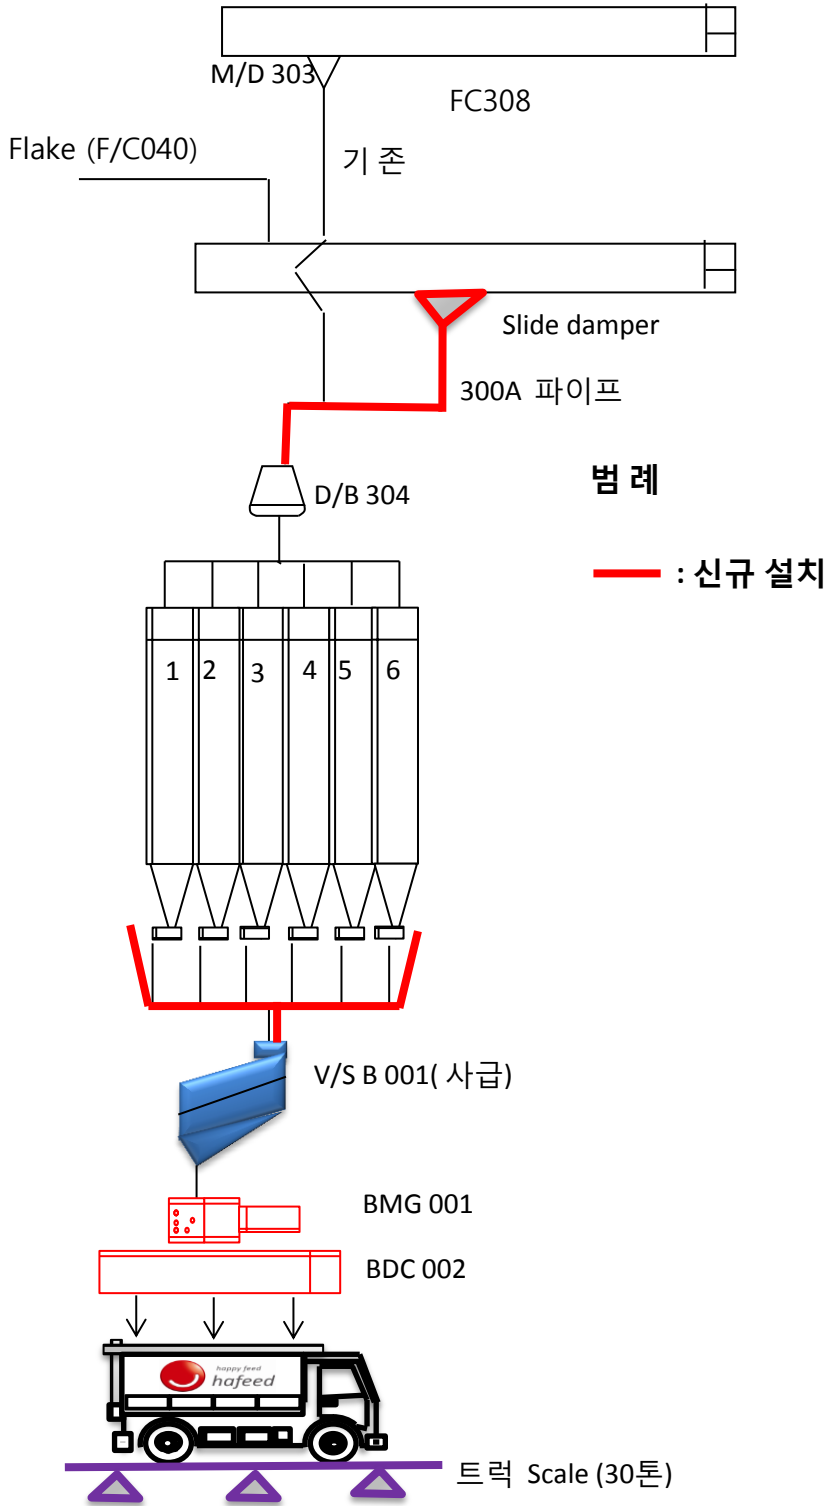 M/D 303
FC308
Flake (F/C040)
기 존
Slide damper
300A 파이프
범 례
D/B 304
: 신규 설치
1 2 3 4 5 6
V/S B 001( 사급)
BMG 001
BDC 002
happy feed
hafeed
트럭 Scale (30톤)